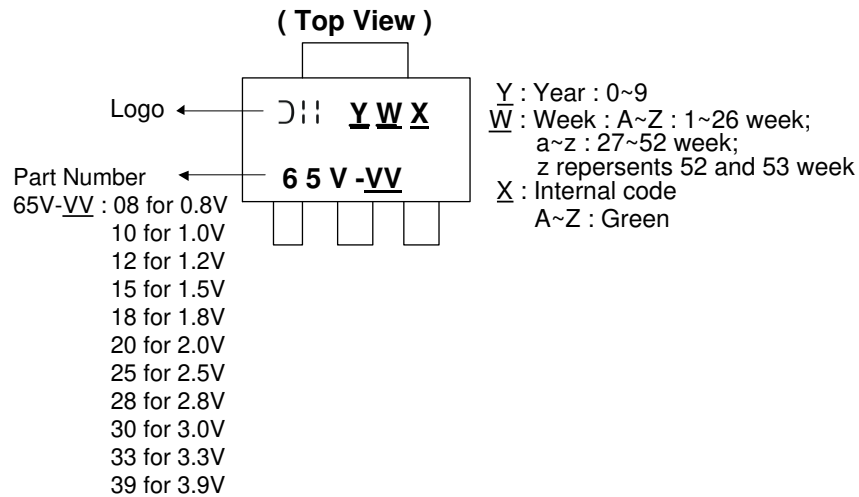 ( Top View )
Logo
Y W X
Y : Year : 0~9
W : Week : A~Z : 1~26 week;
a~z : 27~52 week;
z repersents 52 and 53 week
X : Internal code
A~Z : Green
Part Number
6 5 V -VV
65V-VV : 08 for 0.8V
10 for 1.0V
12 for 1.2V
15 for 1.5V
18 for 1.8V
20 for 2.0V
25 for 2.5V
28 for 2.8V
30 for 3.0V
33 for 3.3V
39 for 3.9V